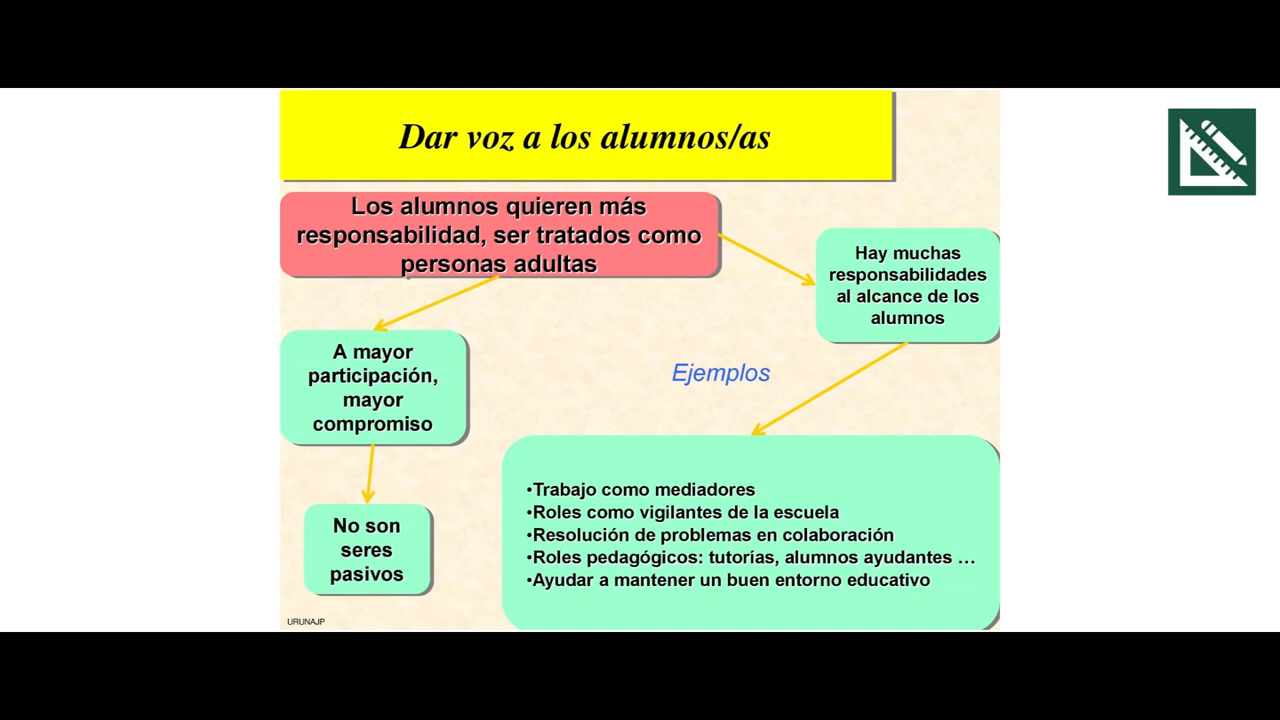 Dar voz a los alumnos/as
Los alumnos quieren más
responsabilidad, ser tratados como
personas adultas
Hay muchas
responsabilidades
al alcance de los
alumnos
A mayor
participación,
mayor
compromiso
Ejemplos
No son
seres
pasivos
•Trabajo como mediadores
•Roles como vigilantes de la escuela
•Resolución de problemas en colaboración
•Roles pedagógicos: tutorías, alumnos ayudantes …
•Ayudar a mantener un buen entorno educativo
URUNAJP